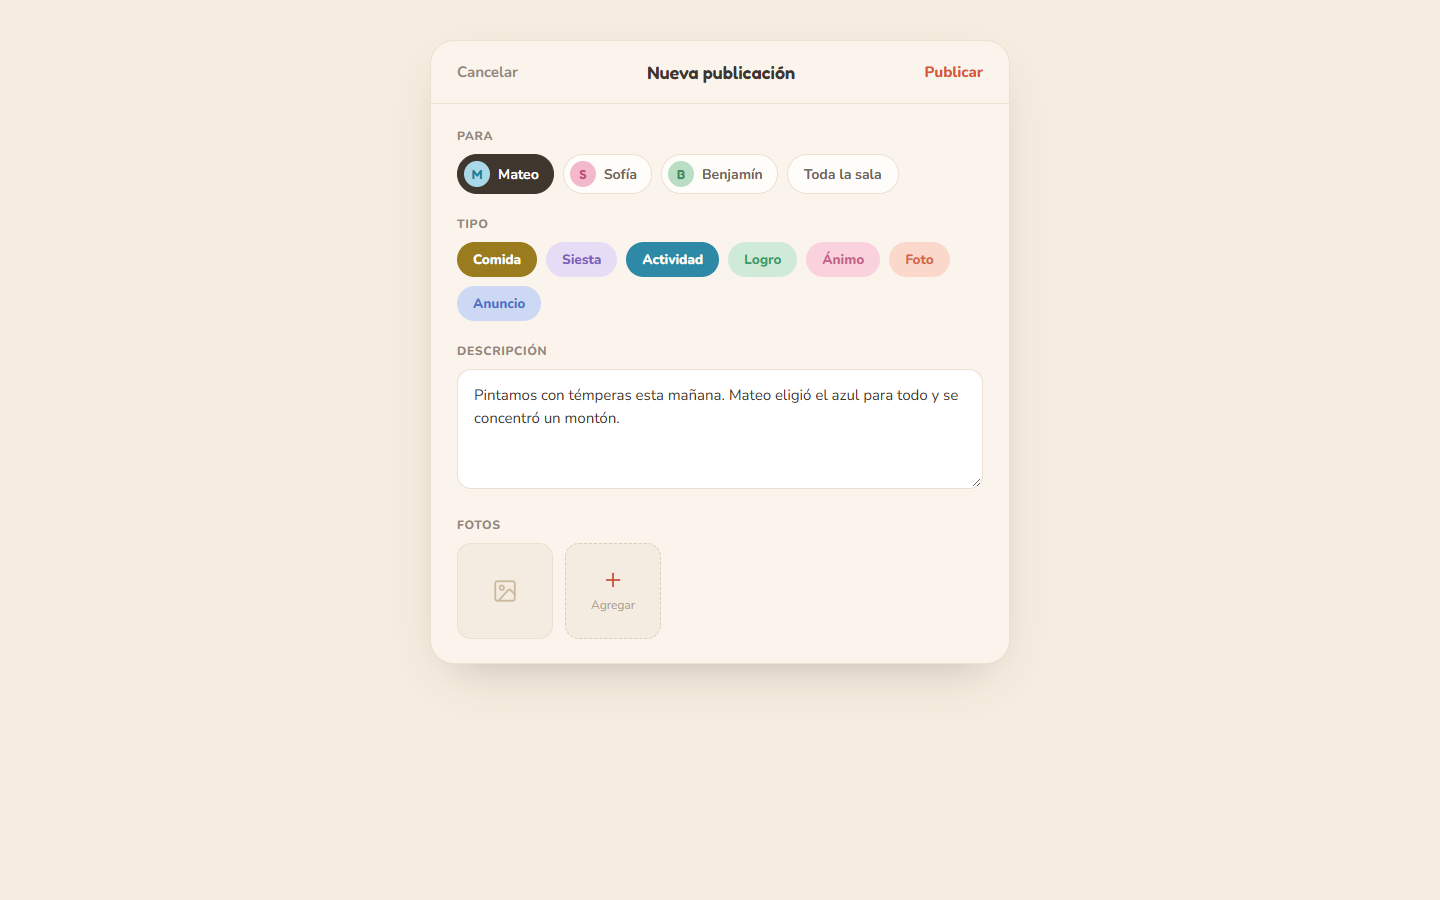 Cancelar Nueva publicación Publicar
PARA
M Mateo S Sofía B Benjamín Toda la sala
TIPO
Comida Siesta Actividad Logro Ánimo Foto
Anuncio
DESCRIPCIÓN
Pintamos con témperas esta mañana. Mateo eligió el azul para todo y se
concentró un montón.
FOTOS
Agregar